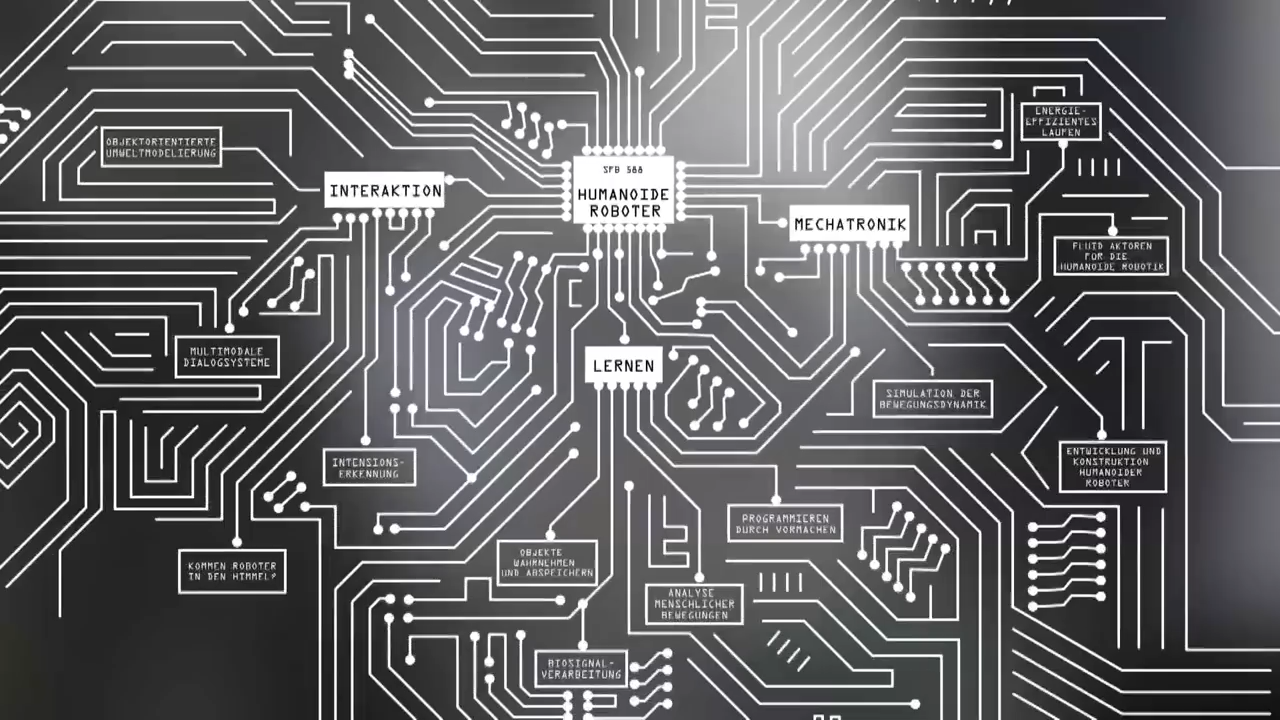 ENERGIE-
EFFIZIENTES
LAUFEN
OBJEKTORIENTIERTE
UMWELTMODELIERUNG
SFB 588
HUMANOIDE
ROBOTER
INTERAKTION
MECHATRONIK
FLUID AKTOREN
FÜR DIE
HUMANOIDE ROBOTIK
MULTIMODALE
DIALOGSYSTEME
LERNEN
SIMULATION DER
BEWEGUNGSDYNAMIK
INTENSIONS-
ERKENNUNG
ENTWICKLUNG UND
KONSTRUKTION
HUMANOIDER
ROBOTER
PROGRAMMIEREN
DURCH VORMACHEN
OBJEKTE
WAHRNEHMEN
UND ABSPEICHERN
KOMMEN ROBOTER
IN DEN HIMMEL?
ANALYSE
MENSCHLICHER
BEWEGUNGEN
BIOSIGNAL-
VERARBEITUNG